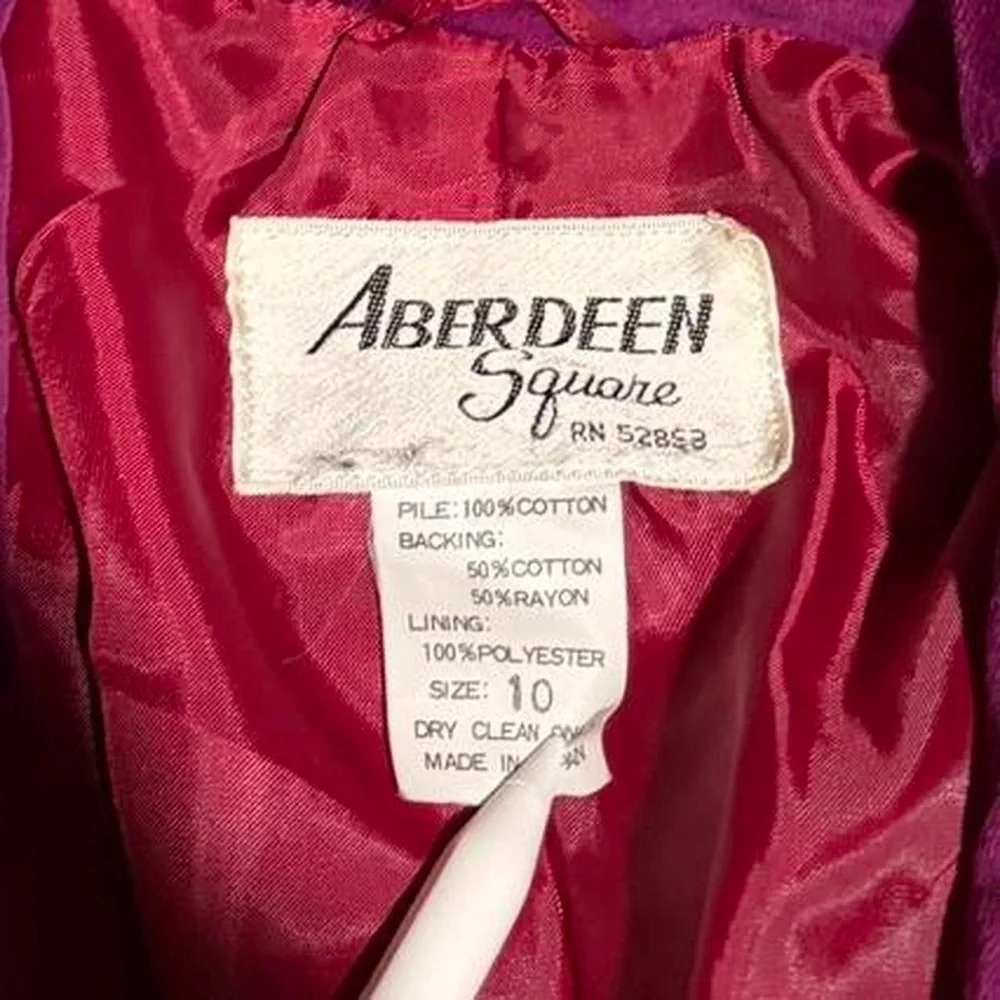 ABERDEEN
Square
RN 52853
PILE: 100% COTTON
BACKING:
50% COTTON
50% RAYON
LINING:
100% POLYESTER
SIZE: 10
DRY CLEAN
MADE IN